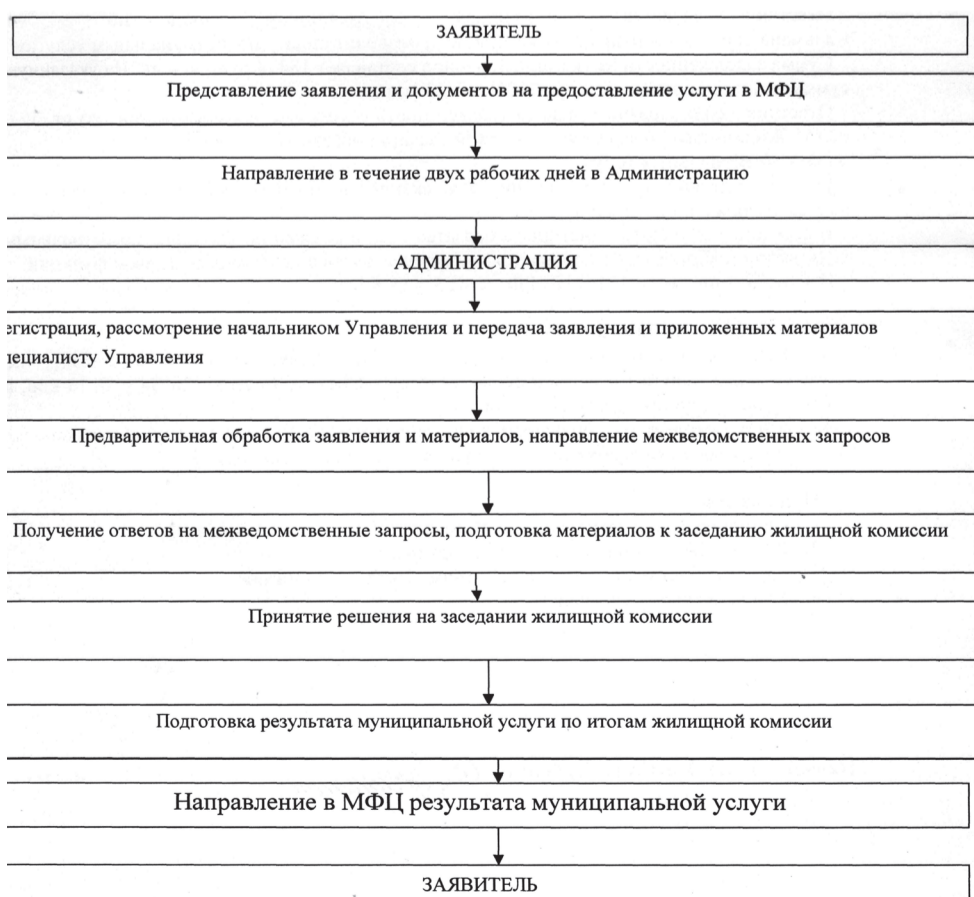 ЗАЯВИТЕЛЬ
Представление заявления и документов на предоставление услуги в МФЦ
Направление в течение двух рабочих дней в Администрацию
АДМИНИСТРАЦИЯ
егистрация, рассмотрение начальником Управления и передача заявления и приложенных материалов
пециалисту Управления
Предварительная обработка заявления и материалов, направление межведомственных запросов
Получение ответов на межведомственные запросы, подготовка материалов к заседанию жилищной комиссии
Принятие решения на заседании жилищной комиссии
Подготовка результата муниципальной услуги по итогам жилищной комиссии
Направление в МФЦ результата муниципальной услуги
ЗАЯВИТЕЛЬ